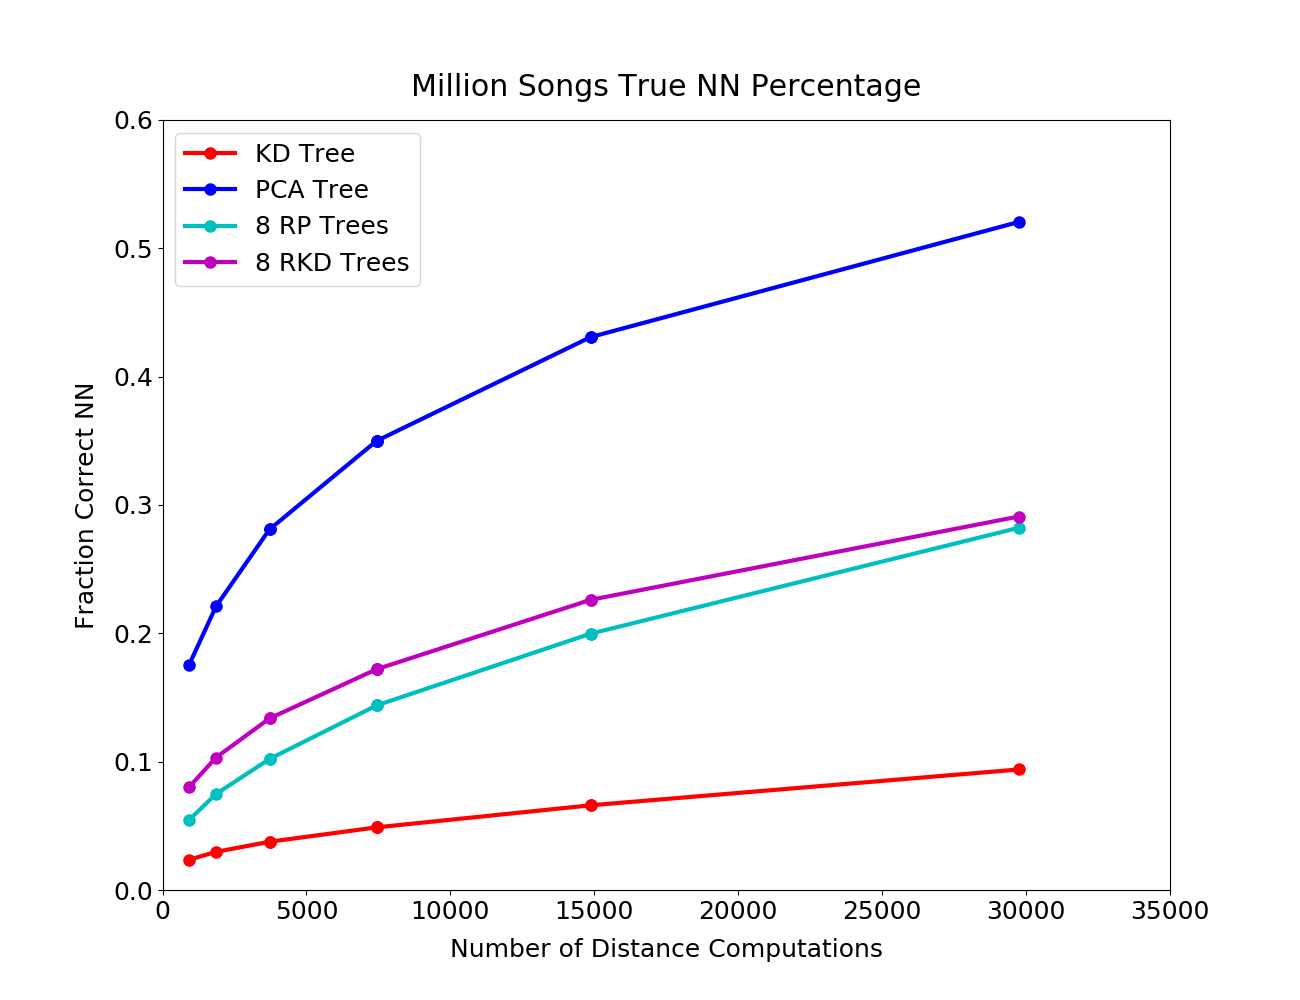 Million Songs True NN Percentage
0.6
0.5
0.4
0.3
0.2
0.1
0.0
Fraction Correct NN
KD Tree
PCA Tree
8 RP Trees
8 RKD Trees
0 5000 10000 15000 20000 25000 30000 35000
Number of Distance Computations